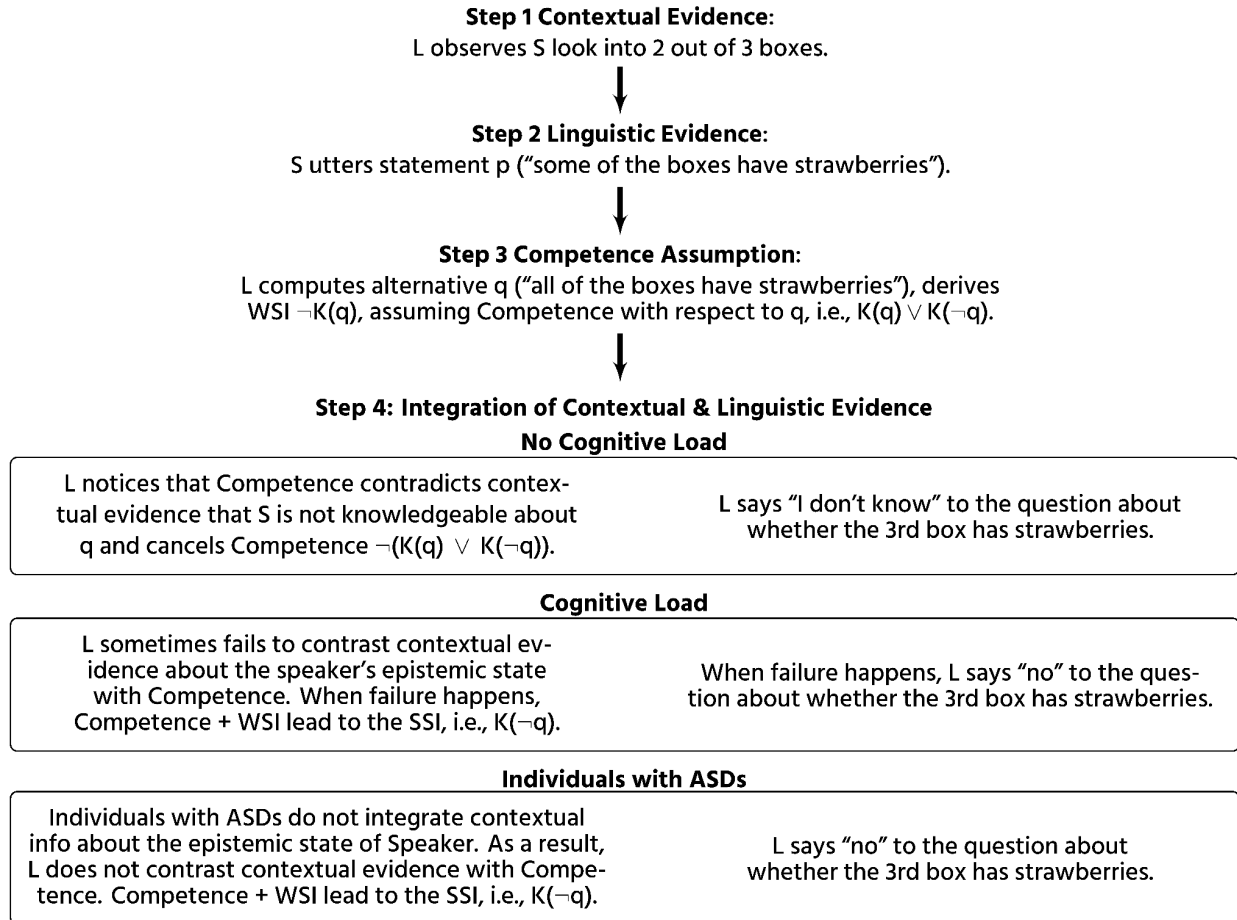 Step 1 Contextual Evidence:
L observes S look into 2 out of 3 boxes.
Step 2 Linguistic Evidence:
S utters statement p (“some of the boxes have strawberries”).
Step 3 Competence Assumption:
L computes alternative q (“all of the boxes have strawberries”), derives
WSI ¬K(q), assuming Competence with respect to q, i.e., K(q) ∨ K(¬q).
Step 4: Integration of Contextual & Linguistic Evidence
No Cognitive Load
L notices that Competence contradicts contex-
tual evidence that S is not knowledgeable about
q and cancels Competence ¬(K(q) ∨ K(¬q)).
L says “I don’t know” to the question about
whether the 3rd box has strawberries.
Cognitive Load
L sometimes fails to contrast contextual ev-
idence about the speaker’s epistemic state
with Competence. When failure happens,
Competence + WSI lead to the SSI, i.e., K(¬q).
When failure happens, L says “no” to the ques-
tion about whether the 3rd box has strawberries.
Individuals with ASDs
Individuals with ASDs do not integrate contextual
info about the epistemic state of Speaker. As a result,
L does not contrast contextual evidence with Compe-
tence. Competence + WSI lead to the SSI, i.e., K(¬q).
L says “no” to the question about
whether the 3rd box has strawberries.